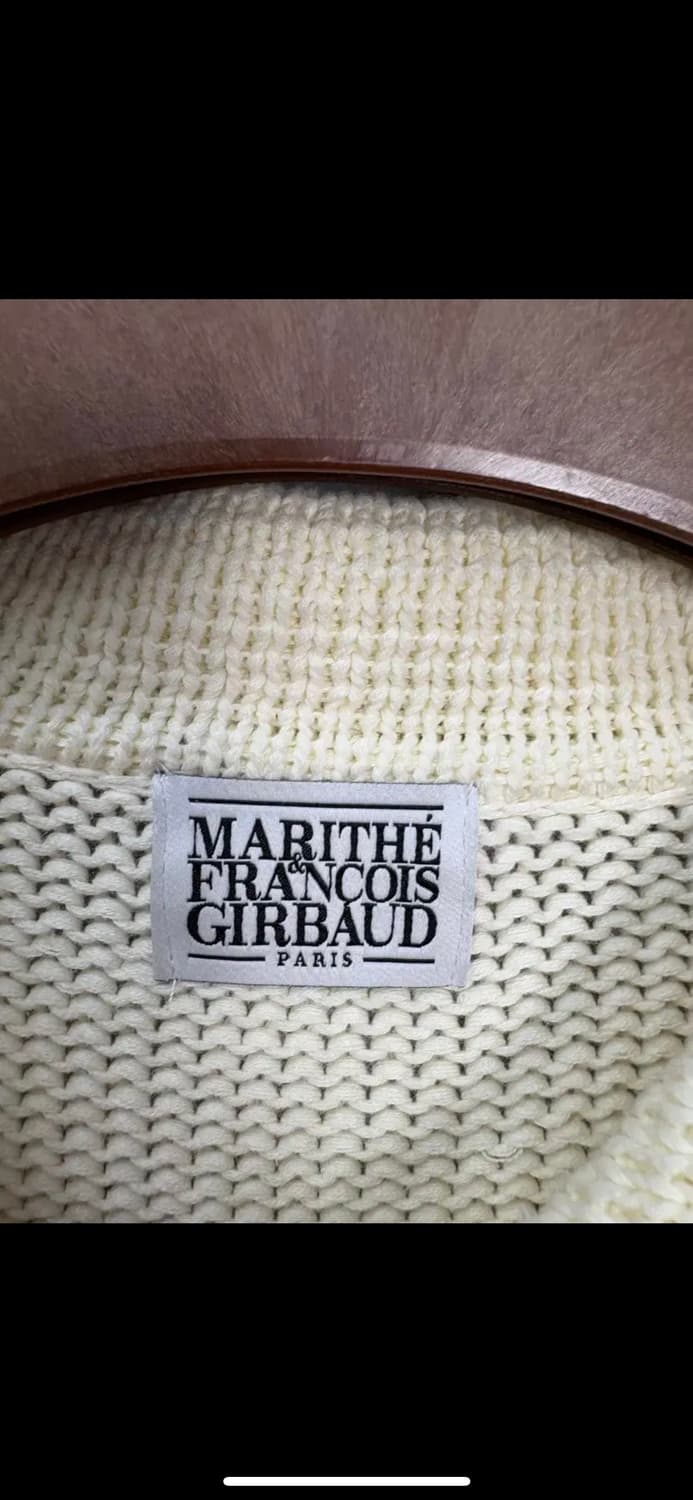 MARITHÉ
&
FRANCOIS
GIRBAUD
PARIS